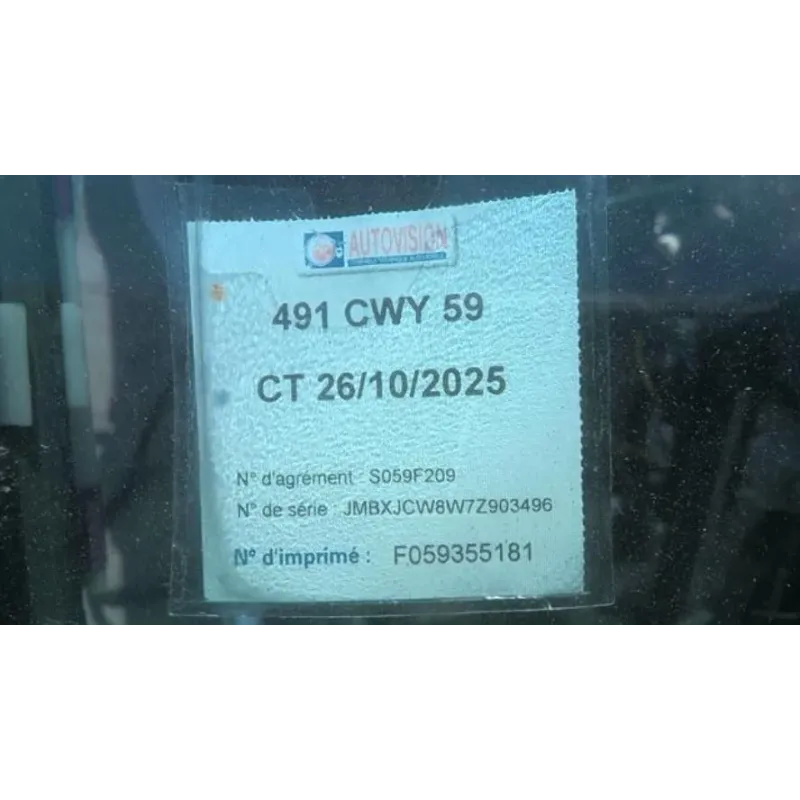 AUTOVISION
491 CWY 59
CT 26/10/2025
N° d'agrément : S059F209
N° de série : JMBXJCW8W7Z903496
N° d'imprimé : F059355181